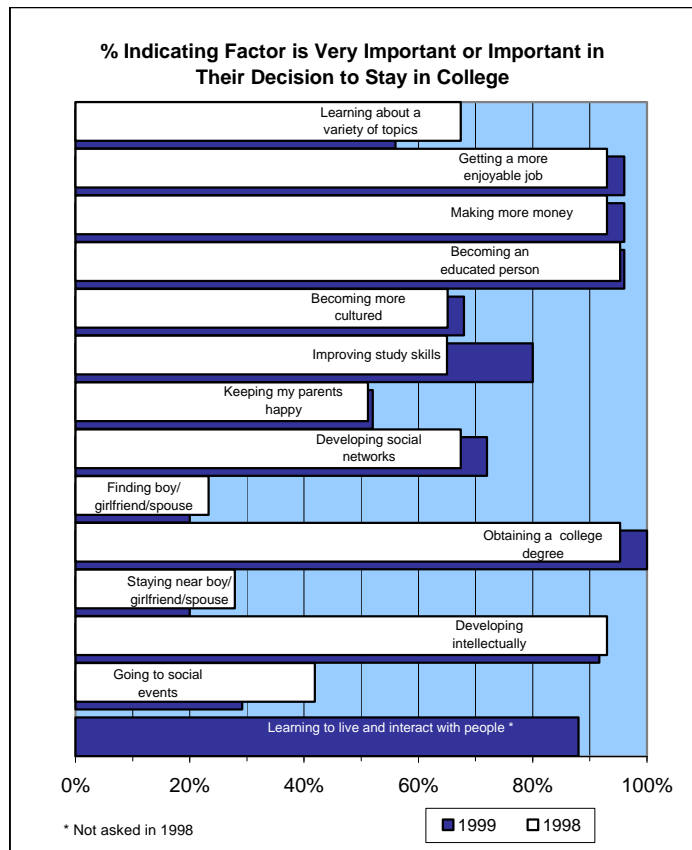 % Indicating Factor is Very Important or Important in
Their Decision to Stay in College
Learning about a
variety of topics
Getting a more
enjoyable job
Making more money
Becoming an
educated person
Becoming more
cultured
Improving study skills
Keeping my parents
happy
Developing social
networks
Finding boy/
girlfriend/spouse
Obtaining a college
degree
Staying near boy/
girlfriend/spouse
Developing
intellectually
Going to social
events
Learning to live and interact with people *
0% 20% 40% 60% 80% 100%
* Not asked in 1998
1999 1998